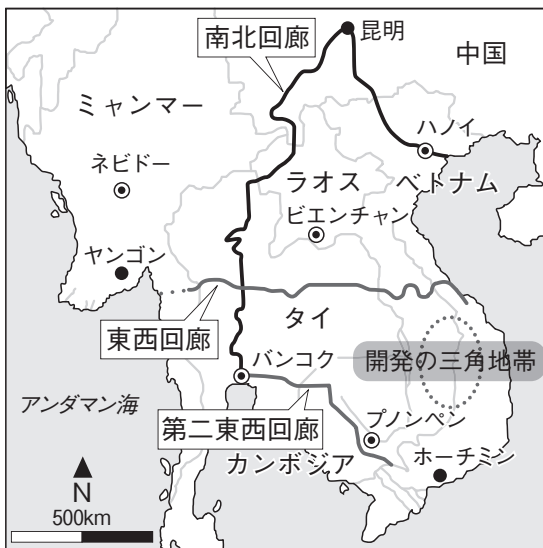 南北回廊
昆明
中国
ミャンマー
ハノイ
ネピドー
ラオス
ベトナム
ビエンチャン
ヤンゴン
東西回廊
タイ
バンコク
開発の三角地帯
アンダマン海
第二東西回廊
プノンペン
カンボジア
ホーチミン
N
500km